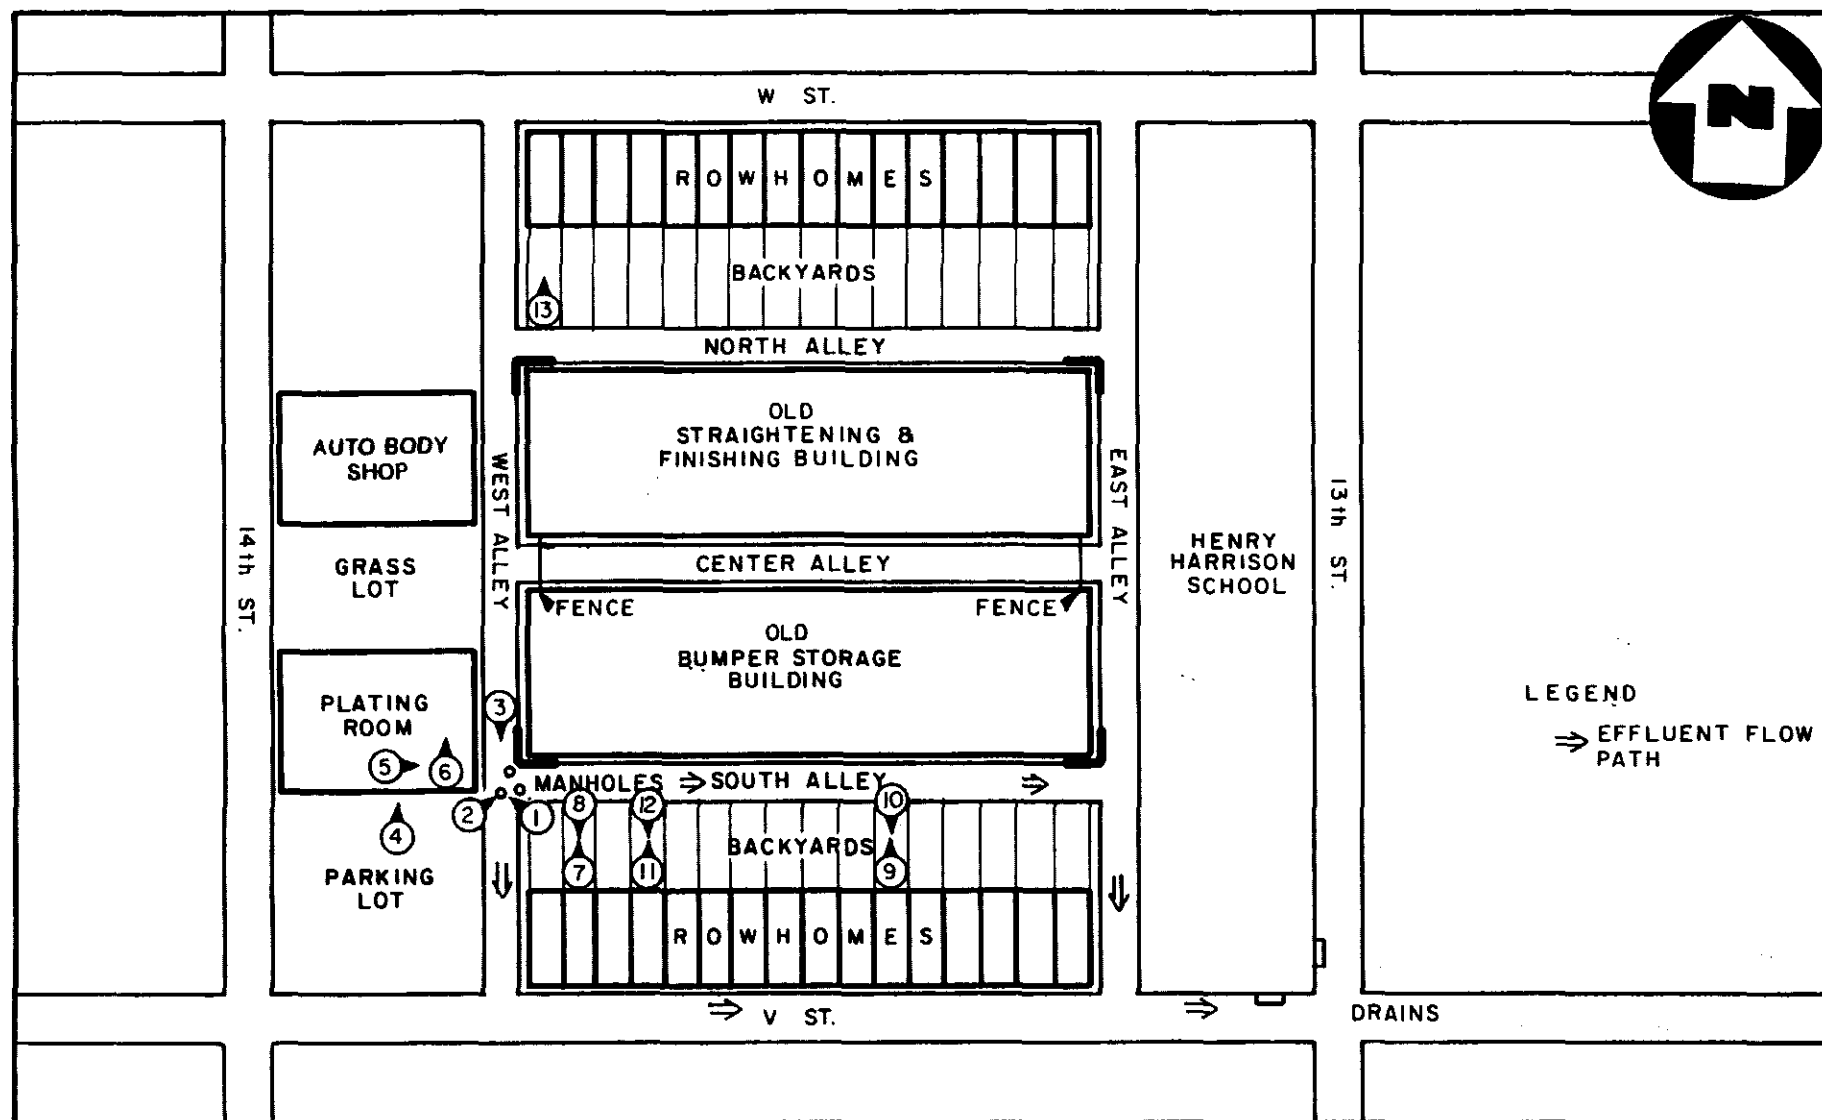 W ST.
N
ROWHOMES
BACKYARDS
13
NORTH ALLEY
OLD
STRAIGHTENING &
FINISHING BUILDING
AUTO BODY
SHOP
WEST ALLEY
EAST ALLEY
14th ST.
13th ST.
GRASS
LOT
CENTER ALLEY
HENRY
HARRISON
SCHOOL
FENCE
FENCE
OLD
BUMPER STORAGE
BUILDING
PLATING
ROOM
3
5
6
LEGEND
⇒ EFFLUENT FLOW
PATH
MANHOLES ⇒ SOUTH ALLEY ⇒
8
12
10
2
1
4
BACKYARDS
7
11
9
PARKING
LOT
ROWHOMES
V ST.
DRAINS